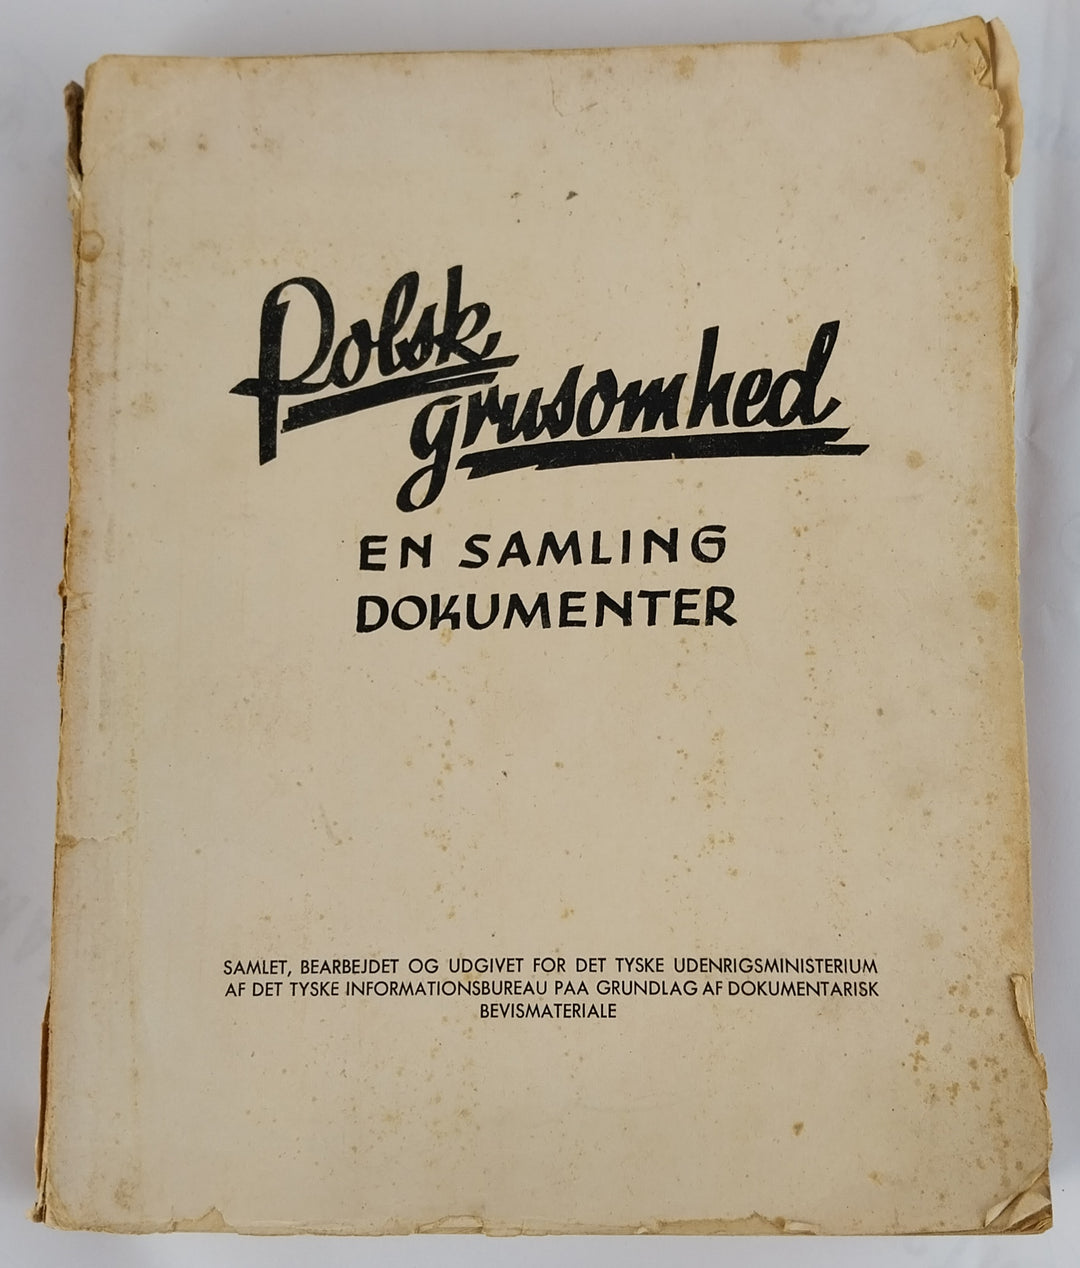 Polsk
grusomhed
EN SAMLING
DOKUMENTER
SAMLET, BEARBEJDET OG UDGIVET FOR DET TYSKE UDENRIGSMINISTERIUM
AF DET TYSKE INFORMATIONSBUREAU PAA GRUNDLAG AF DOKUMENTARISK
BEVISMATERIALE